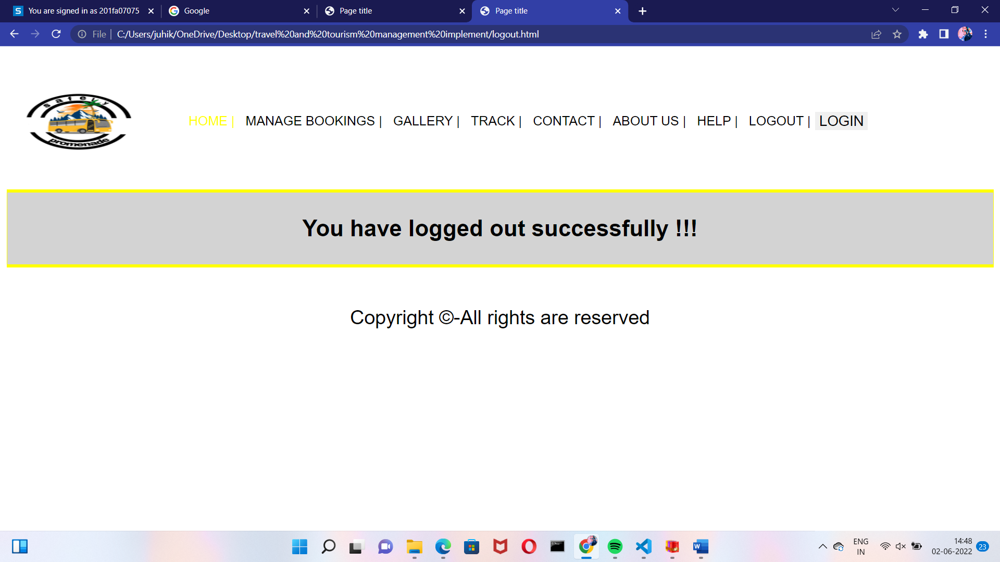 You are signed in as 201fa07075
Google
Page title
Page title
File | C:/Users/juhik/OneDrive/Desktop/travel%20and%20tourism%20management%20implement/logout.html
safely
promenade
HOME | MANAGE BOOKINGS | GALLERY | TRACK | CONTACT | ABOUT US | HELP | LOGOUT | LOGIN
You have logged out successfully !!!
Copyright ©-All rights are reserved
ENG
IN
14:48
02-06-2022
23